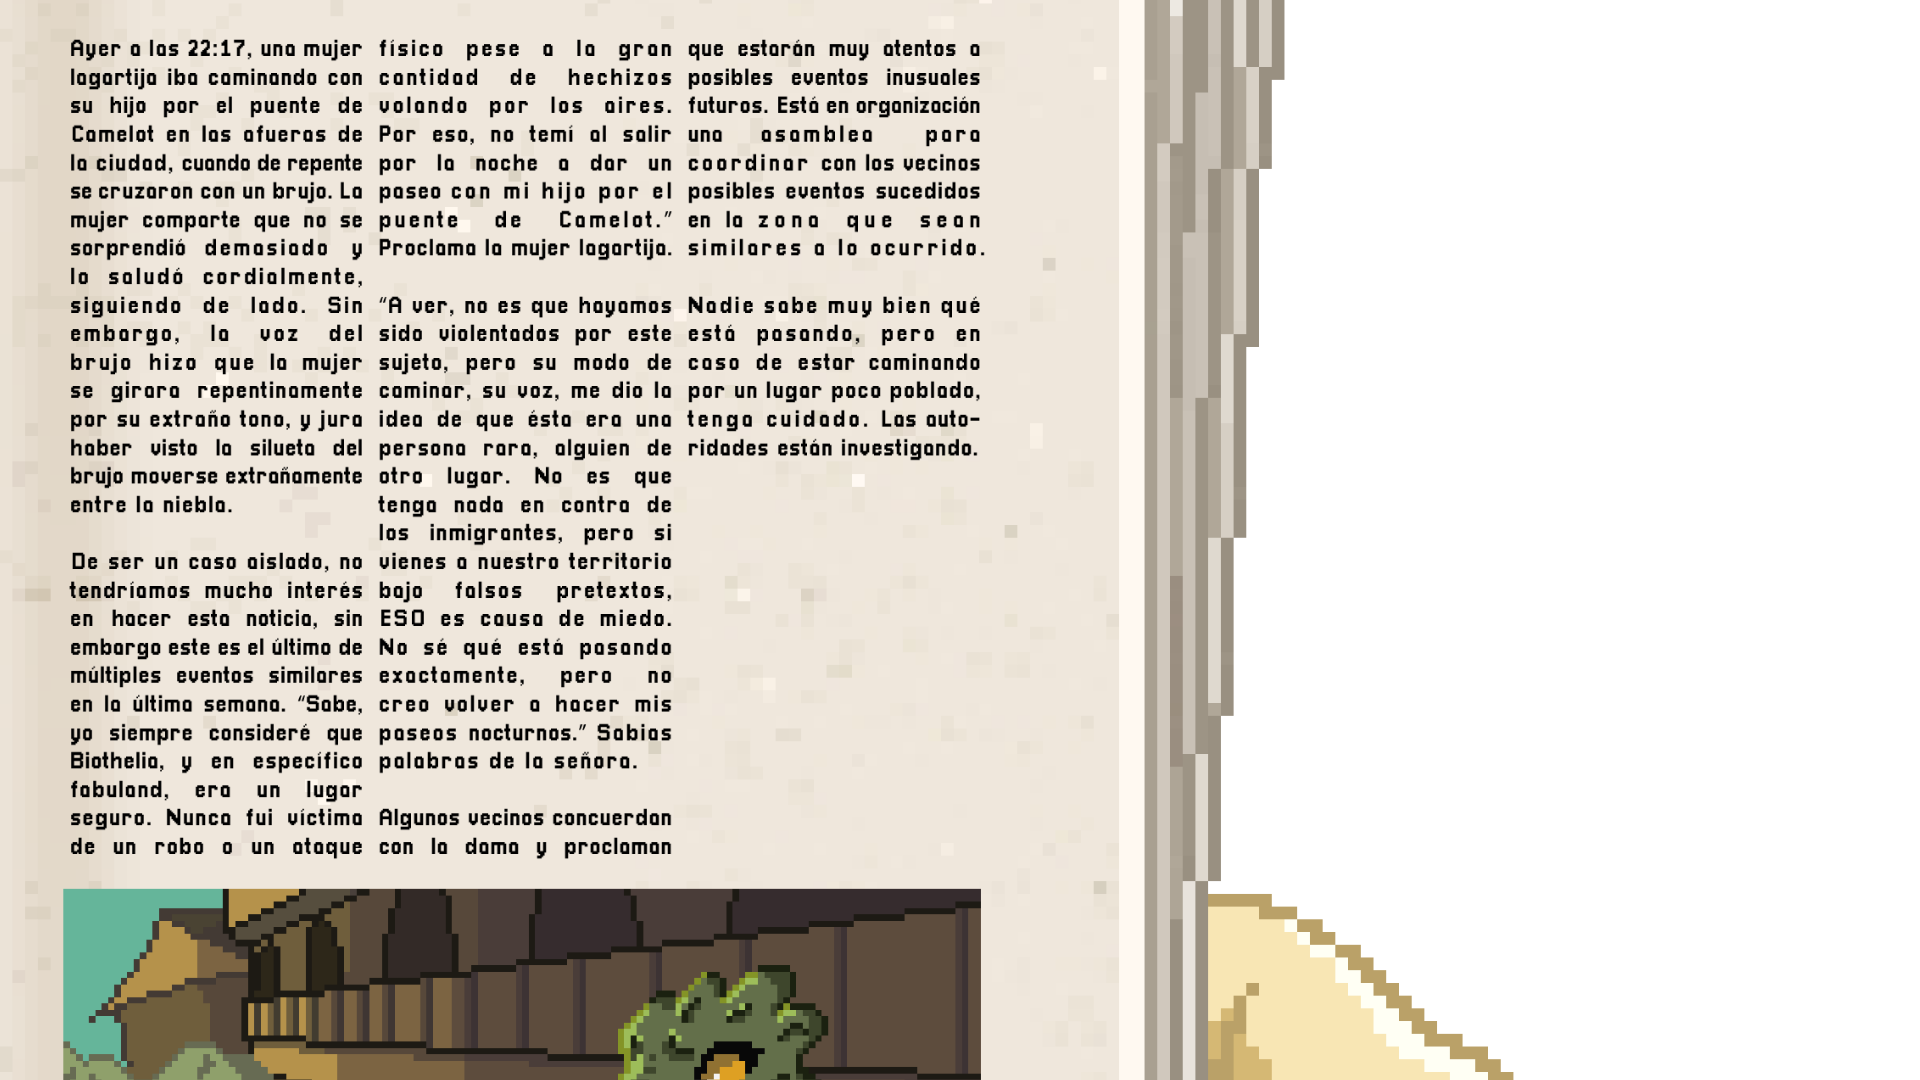 Ayer a las 22:17, una mujer
lagartija iba caminando con
su hijo por el puente de
Camelot en las afueras de
la ciudad, cuando de repente
se cruzaron con un brujo. La
mujer comparte que no se
sorprendió demasiado y
lo saludó cordialmente,
siguiendo de lado. Sin
embargo, la voz del
brujo hizo que la mujer
se girara repentinamente
por su extraño tono, y jura
haber visto la silueta del
brujo moverse extrañamente
entre la niebla.
De ser un caso aislado, no
tendríamos mucho interés
en hacer esta noticia, sin
embargo este es el último de
múltiples eventos similares
en la última semana. "Sabe,
yo siempre consideré que
Biothelia, y en específico
fabuland, era un lugar
seguro. Nunca fui víctima
de un robo o un ataque
físico pese a la gran
cantidad de hechizos
volando por los aires.
Por eso, no temí al salir
por la noche a dar un
paseo con mi hijo por el
puente de Camelot."
Proclama la mujer lagartija.
"A ver, no es que hayamos
sido violentados por este
sujeto, pero su modo de
caminar, su voz, me dio la
idea de que ésta era una
persona rara, alguien de
otro lugar. No es que
tenga nada en contra de
los inmigrantes, pero si
vienes a nuestro territorio
bajo falsos pretextos,
ESO es causa de miedo.
No sé qué está pasando
exactamente, pero no
creo volver a hacer mis
paseos nocturnos." Sabias
palabras de la señora.
Algunos vecinos concuerdan
con la dama y proclaman
que estarán muy atentos a
posibles eventos inusuales
futuros. Está en organización
una asamblea para
coordinar con los vecinos
posibles eventos sucedidos
en la zona que sean
similares a lo ocurrido.
Nadie sabe muy bien qué
está pasando, pero en
caso de estar caminando
por un lugar poco poblado,
tenga cuidado. Las auto-
ridades están investigando.